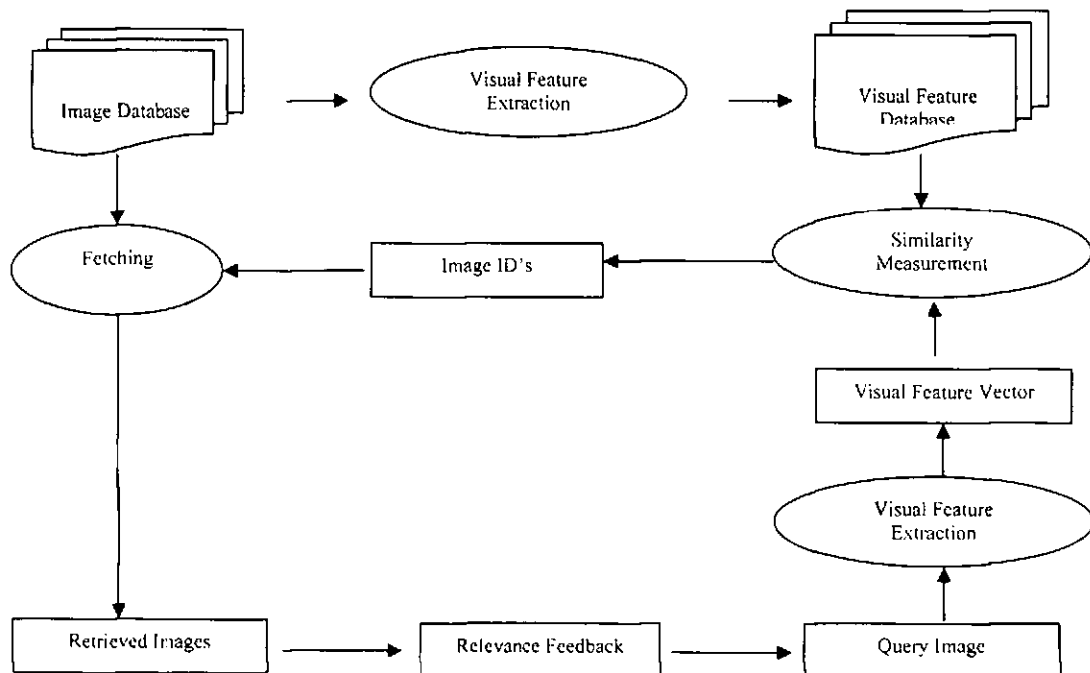 Image Database
Visual Feature
Extraction
Visual Feature
Database
Fetching
Image ID's
Similarity
Measurement
Visual Feature Vector
Visual Feature
Extraction
Retrieved Images
Relevance Feedback
Query Image